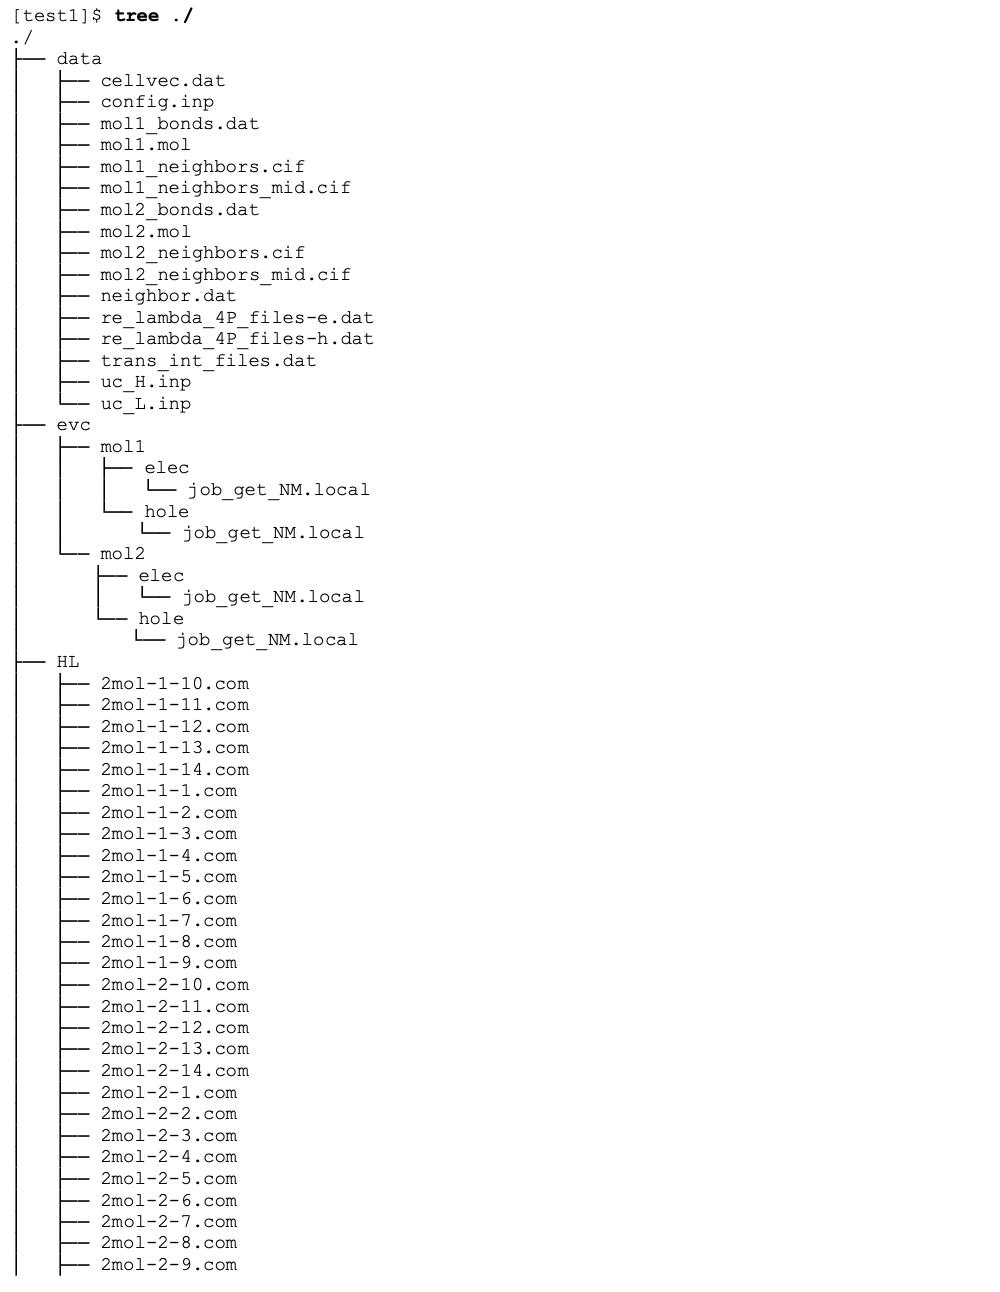 [test1]$ tree ./
./
├── data
│   ├── cellvec.dat
│   ├── config.inp
│   ├── mol1_bonds.dat
│   ├── mol1.mol
│   ├── mol1_neighbors.cif
│   ├── mol1_neighbors_mid.cif
│   ├── mol2_bonds.dat
│   ├── mol2.mol
│   ├── mol2_neighbors.cif
│   ├── mol2_neighbors_mid.cif
│   ├── neighbor.dat
│   ├── re_lambda_4P_files-e.dat
│   ├── re_lambda_4P_files-h.dat
│   ├── trans_int_files.dat
│   ├── uc_H.inp
│   └── uc_L.inp
├── evc
│   ├── mol1
│   │   ├── elec
│   │   │   └── job_get_NM.local
│   │   └── hole
│   │       └── job_get_NM.local
│   └── mol2
│       ├── elec
│       │   └── job_get_NM.local
│       └── hole
│           └── job_get_NM.local
├── HL
│   ├── 2mol-1-10.com
│   ├── 2mol-1-11.com
│   ├── 2mol-1-12.com
│   ├── 2mol-1-13.com
│   ├── 2mol-1-14.com
│   ├── 2mol-1-1.com
│   ├── 2mol-1-2.com
│   ├── 2mol-1-3.com
│   ├── 2mol-1-4.com
│   ├── 2mol-1-5.com
│   ├── 2mol-1-6.com
│   ├── 2mol-1-7.com
│   ├── 2mol-1-8.com
│   ├── 2mol-1-9.com
│   ├── 2mol-2-10.com
│   ├── 2mol-2-11.com
│   ├── 2mol-2-12.com
│   ├── 2mol-2-13.com
│   ├── 2mol-2-14.com
│   ├── 2mol-2-1.com
│   ├── 2mol-2-2.com
│   ├── 2mol-2-3.com
│   ├── 2mol-2-4.com
│   ├── 2mol-2-5.com
│   ├── 2mol-2-6.com
│   ├── 2mol-2-7.com
│   ├── 2mol-2-8.com
│   ├── 2mol-2-9.com